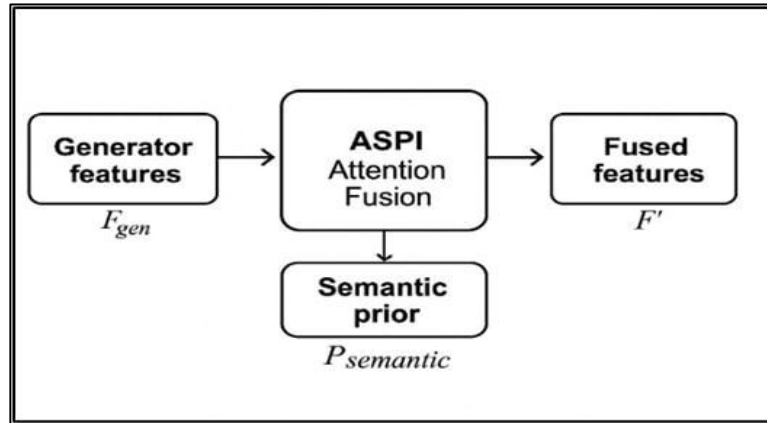 Generator
features
F_gen
ASPI
Attention
Fusion
Fused
features
F'
Semantic
prior
P_semantic